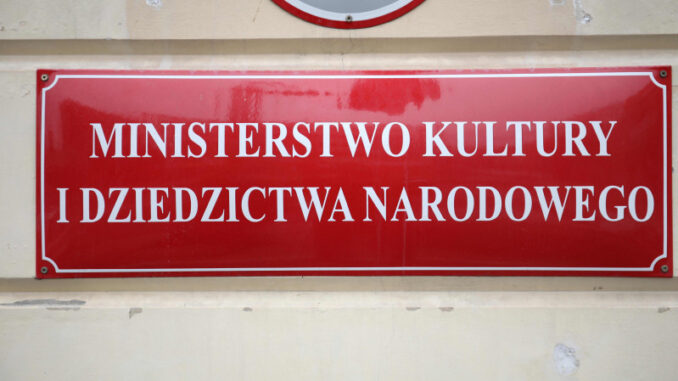 MINISTERSTWO KULTURY
I DZIEDZICTWA NARODOWEGO